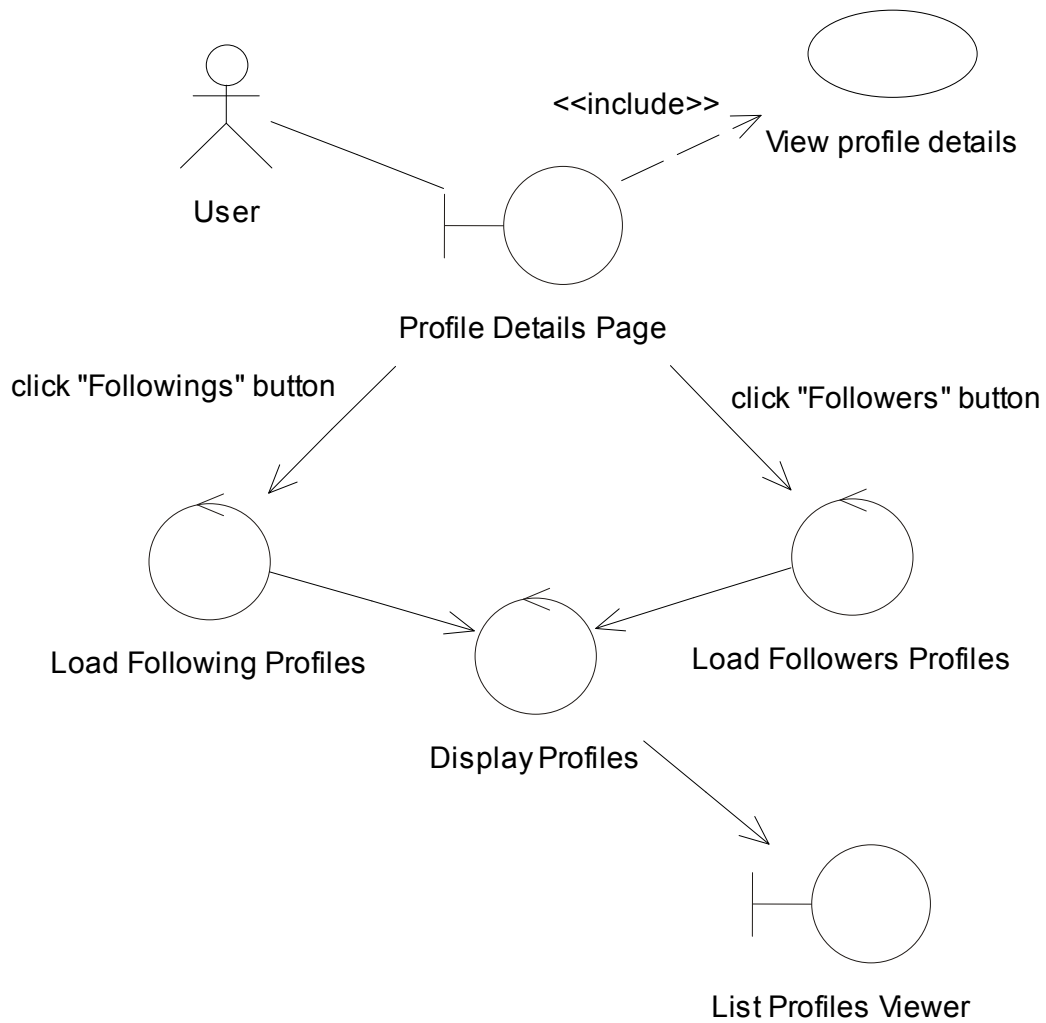 <<include>>
View profile details
User
Profile Details Page
click "Followings" button
click "Followers" button
Load Following Profiles
Load Followers Profiles
Display Profiles
List Profiles Viewer